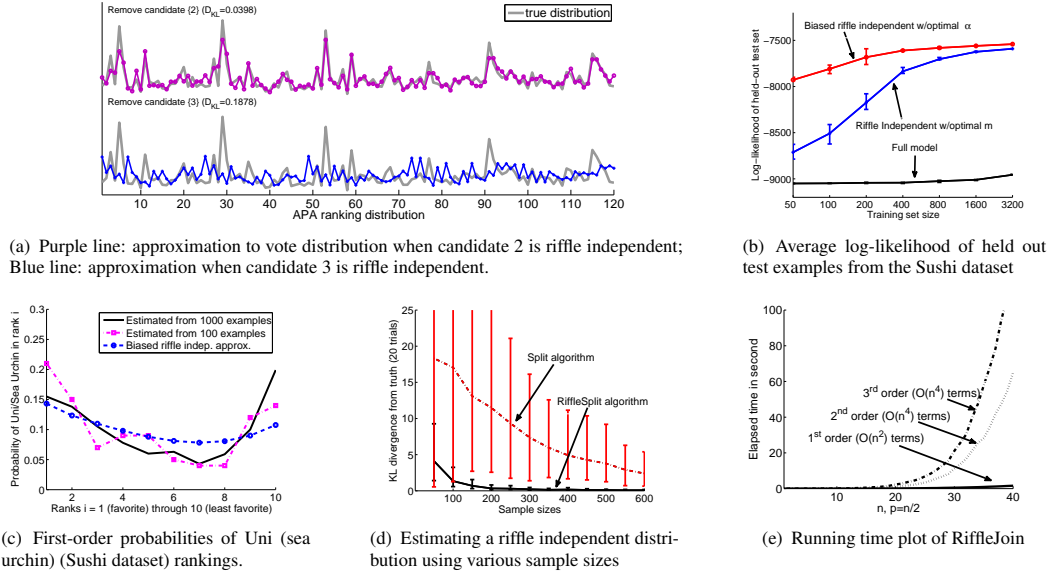 Remove candidate {2} (D_KL=0.0398)
true distribution
Remove candidate {3} (D_KL=0.1878)
10 20 30 40 50 60 70 80 90 100 110 120
APA ranking distribution
(a) Purple line: approximation to vote distribution when candidate 2 is riffle independent;
Blue line: approximation when candidate 3 is riffle independent.
Log−likelihood of held−out test set
−7500
−8000
−8500
−9000
Biased riffle independent w/optimal α
Riffle Independent w/optimal m
Full model
50 100 200 400 800 1600 3200
Training set size
(b) Average log-likelihood of held out
test examples from the Sushi dataset
Probability of Uni/Sea Urchin in rank i
0.3
0.25
0.2
0.15
0.1
0.05
0
Estimated from 1000 examples
Estimated from 100 examples
Biased riffle indep. approx.
2 4 6 8 10
Ranks i = 1 (favorite) through 10 (least favorite)
(c) First-order probabilities of Uni (sea
urchin) (Sushi dataset) rankings.
KL divergence from truth (20 trials)
25
20
15
10
5
0
Split algorithm
RiffleSplit algorithm
100 200 300 400 500 600
Sample sizes
(d) Estimating a riffle independent distri-
bution using various sample sizes
Elapsed time in second
100
80
60
40
20
0
3rd order (O(n^4) terms)
2nd order (O(n^4) terms)
1st order (O(n^2) terms)
10 20 30 40
n, p=n/2
(e) Running time plot of RiffleJoin